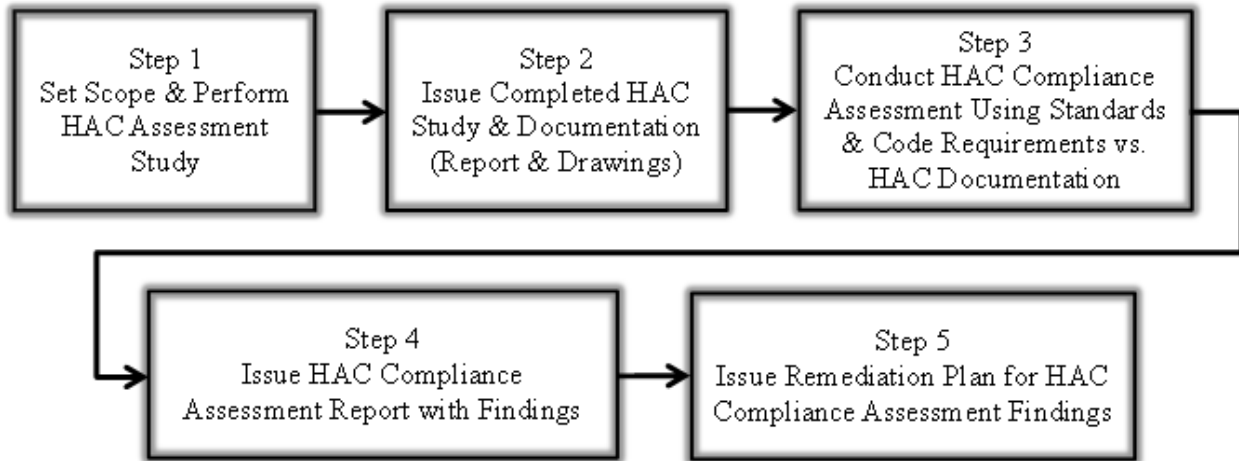 Step 1
Set Scope & Perform
HAC Assessment
Study
Step 2
Issue Completed HAC
Study & Documentation
(Report & Drawings)
Step 3
Conduct HAC Compliance
Assessment Using Standards
& Code Requirements vs.
HAC Documentation
Step 4
Issue HAC Compliance
Assessment Report with Findings
Step 5
Issue Remediation Plan for HAC
Compliance Assessment Findings